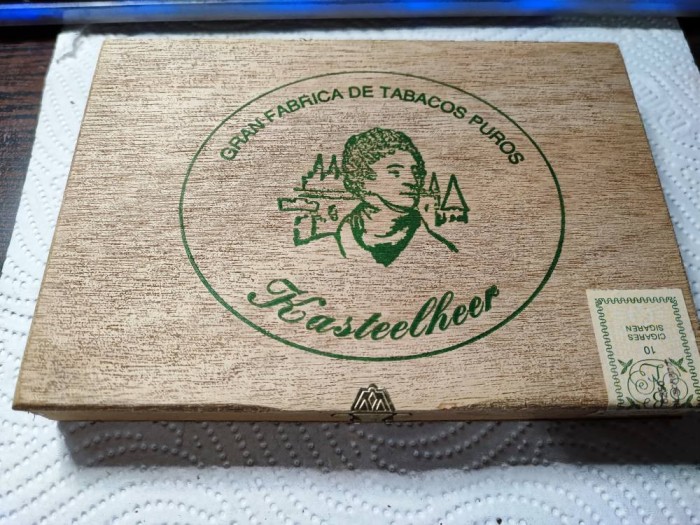 GRAN FABRICA DE TABACOS PUROS
Kasteelheer
CIGARES
SIGAREN
10